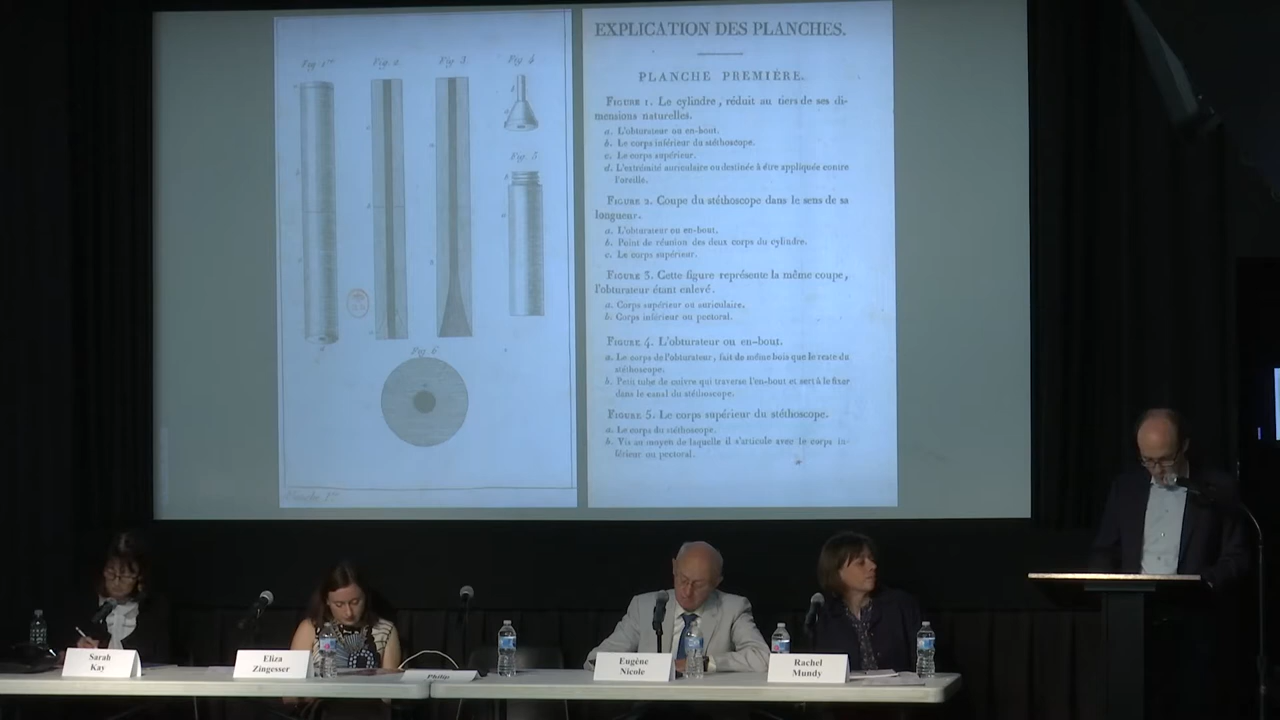 Fig. 1re
Fig. 2
Fig. 3
Fig. 4
Fig. 5
Fig. 6
Planche 1re
EXPLICATION DES PLANCHES.
PLANCHE PREMIÈRE.
FIGURE 1. Le cylindre, réduit au tiers de ses di-
mensions naturelles.
a. L'obturateur ou en-bout.
b. Le corps inférieur du stéthoscope.
c. Le corps supérieur.
d. L'extrémité auriculaire ou destinée à être appliquée contre
l'oreille.
FIGURE 2. Coupe du stéthoscope dans le sens de sa
longueur.
a. L'obturateur ou en-bout.
b. Point de réunion des deux corps du cylindre.
c. Le corps supérieur.
FIGURE 3. Cette figure représente la même coupe,
l'obturateur étant enlevé.
a. Corps supérieur ou auriculaire.
b. Corps inférieur ou pectoral.
FIGURE 4. L'obturateur ou en-bout.
a. Le corps de l'obturateur, fait de même bois que le reste du
stéthoscope.
b. Petit tube de cuivre qui traverse l'en-bout et sert à le fixer
dans le canal du stéthoscope.
FIGURE 5. Le corps supérieur du stéthoscope.
a. Le corps du stéthoscope.
b. Vis au moyen de laquelle il s'articule avec le corps in-
férieur ou pectoral.
Sarah
Kay
Eliza
Zingesser
Philip
Eugène
Nicole
Rachel
Mundy